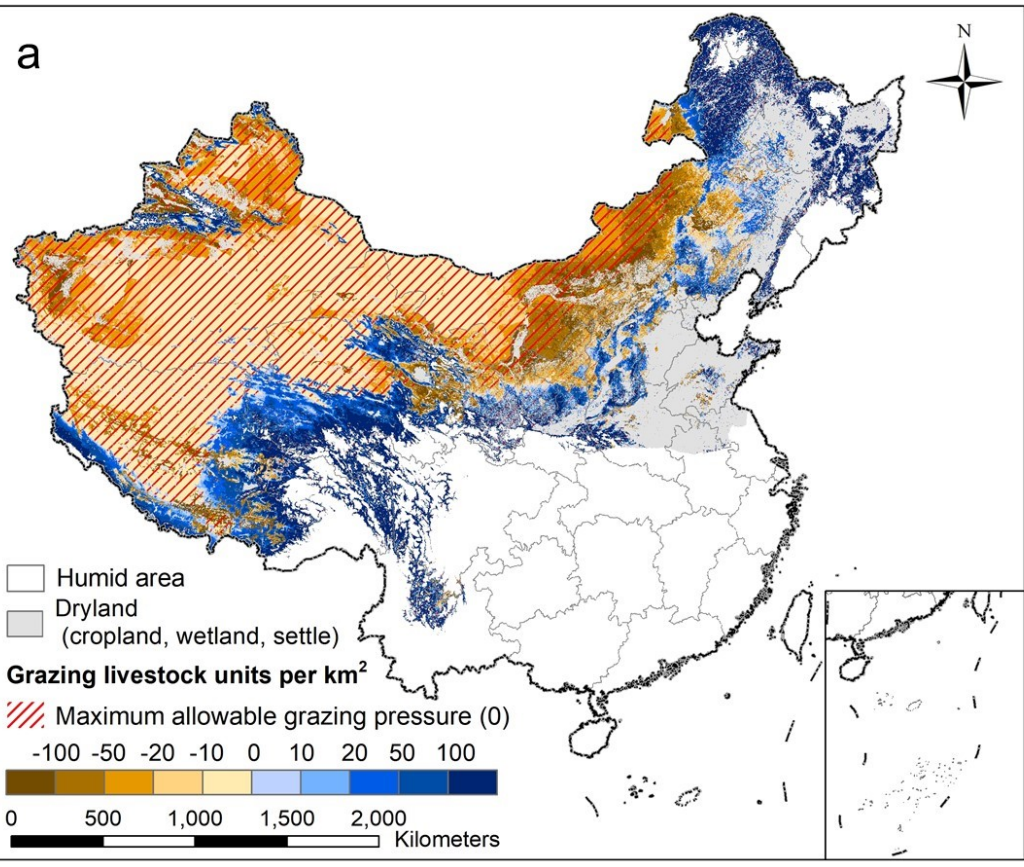 a
N
Humid area
Dryland
(cropland, wetland, settle)
Grazing livestock units per km²
Maximum allowable grazing pressure (0)
-100 -50 -20 -10 0 10 20 50 100
0 500 1,000 1,500 2,000
Kilometers